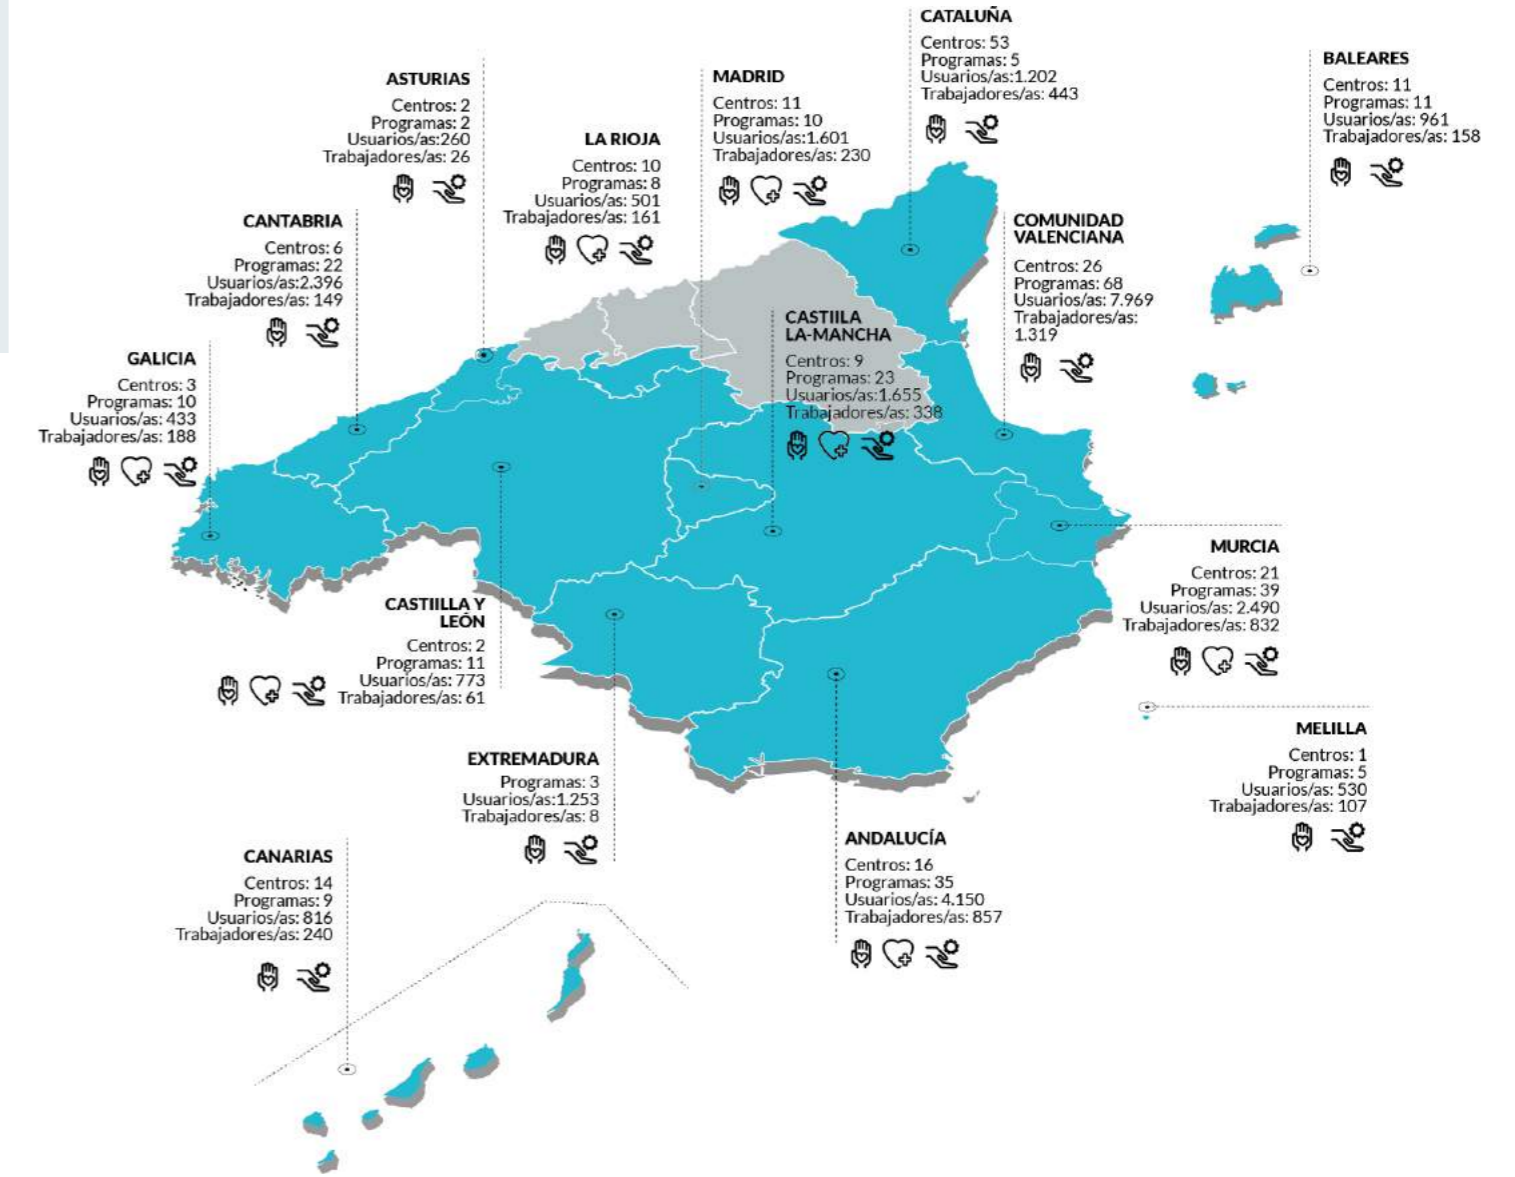 CATALUÑA
Centros: 53
Programas: 5
Usuarios/as:1.202
Trabajadores/as: 443
BALEARES
Centros: 11
Programas: 11
Usuarios/as: 961
Trabajadores/as: 158
ASTURIAS
Centros: 2
Programas: 2
Usuarios/as:260
Trabajadores/as: 26
MADRID
Centros: 11
Programas: 10
Usuarios/as:1.601
Trabajadores/as: 230
LA RIOJA
Centros: 10
Programas: 8
Usuarios/as: 501
Trabajadores/as: 161
CANTABRIA
Centros: 6
Programas: 22
Usuarios/as:2.396
Trabajadores/as: 149
COMUNIDAD
VALENCIANA
Centros: 26
Programas: 68
Usuarios/as: 7.969
Trabajadores/as:
1.319
CASTIILA
LA-MANCHA
Centros: 9
Programas: 23
Usuarios/as:1.655
Trabajadores/as: 338
GALICIA
Centros: 3
Programas: 10
Usuarios/as: 433
Trabajadores/as: 188
MURCIA
Centros: 21
Programas: 39
Usuarios/as: 2.490
Trabajadores/as: 832
CASTIILLA Y
LEÓN
Centros: 2
Programas: 11
Usuarios/as: 773
Trabajadores/as: 61
MELILLA
Centros: 1
Programas: 5
Usuarios/as: 530
Trabajadores/as: 107
EXTREMADURA
Programas: 3
Usuarios/as:1.253
Trabajadores/as: 8
ANDALUCÍA
Centros: 16
Programas: 35
Usuarios/as: 4.150
Trabajadores/as: 857
CANARIAS
Centros: 14
Programas: 9
Usuarios/as: 816
Trabajadores/as: 240